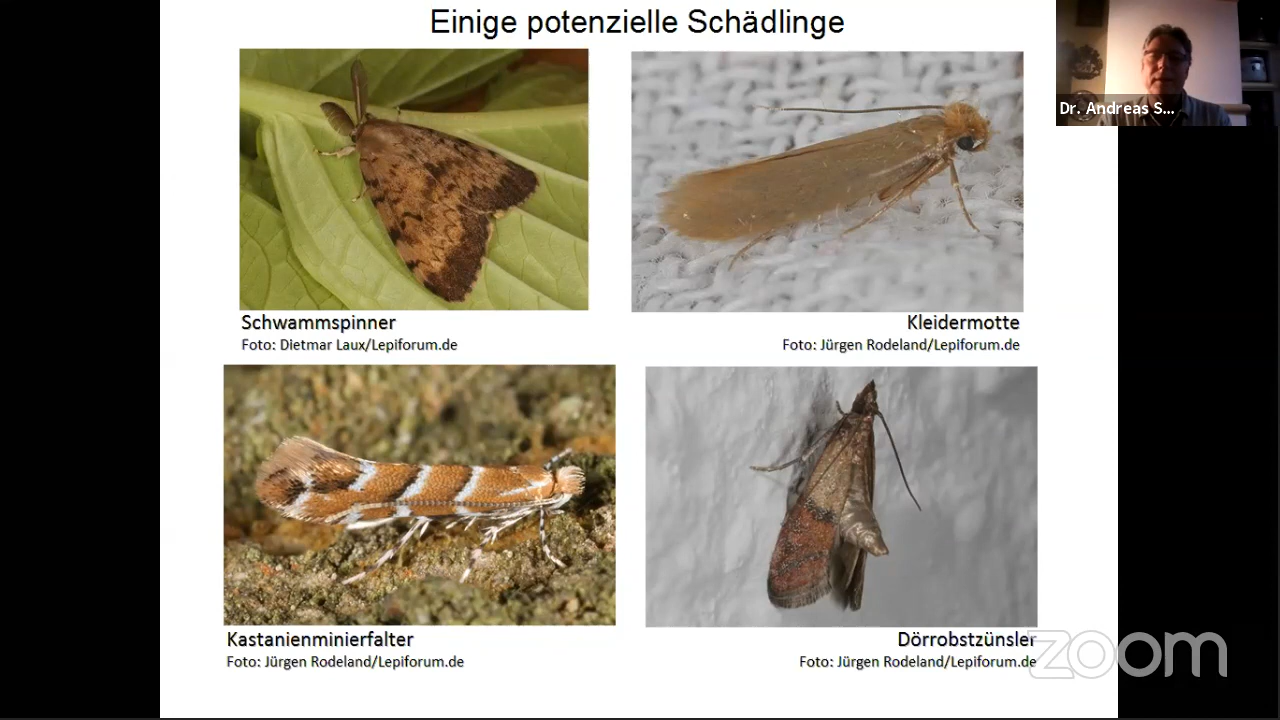 Einige potenzielle Schädlinge
Dr. Andreas S...
Schwammspinner
Foto: Dietmar Laux/Lepiforum.de
Kleidermotte
Foto: Jürgen Rodeland/Lepiforum.de
Kastanienminierfalter
Foto: Jürgen Rodeland/Lepiforum.de
Dörrobstzünsler
Foto: Jürgen Rodeland/Lepiforum.de
zoom